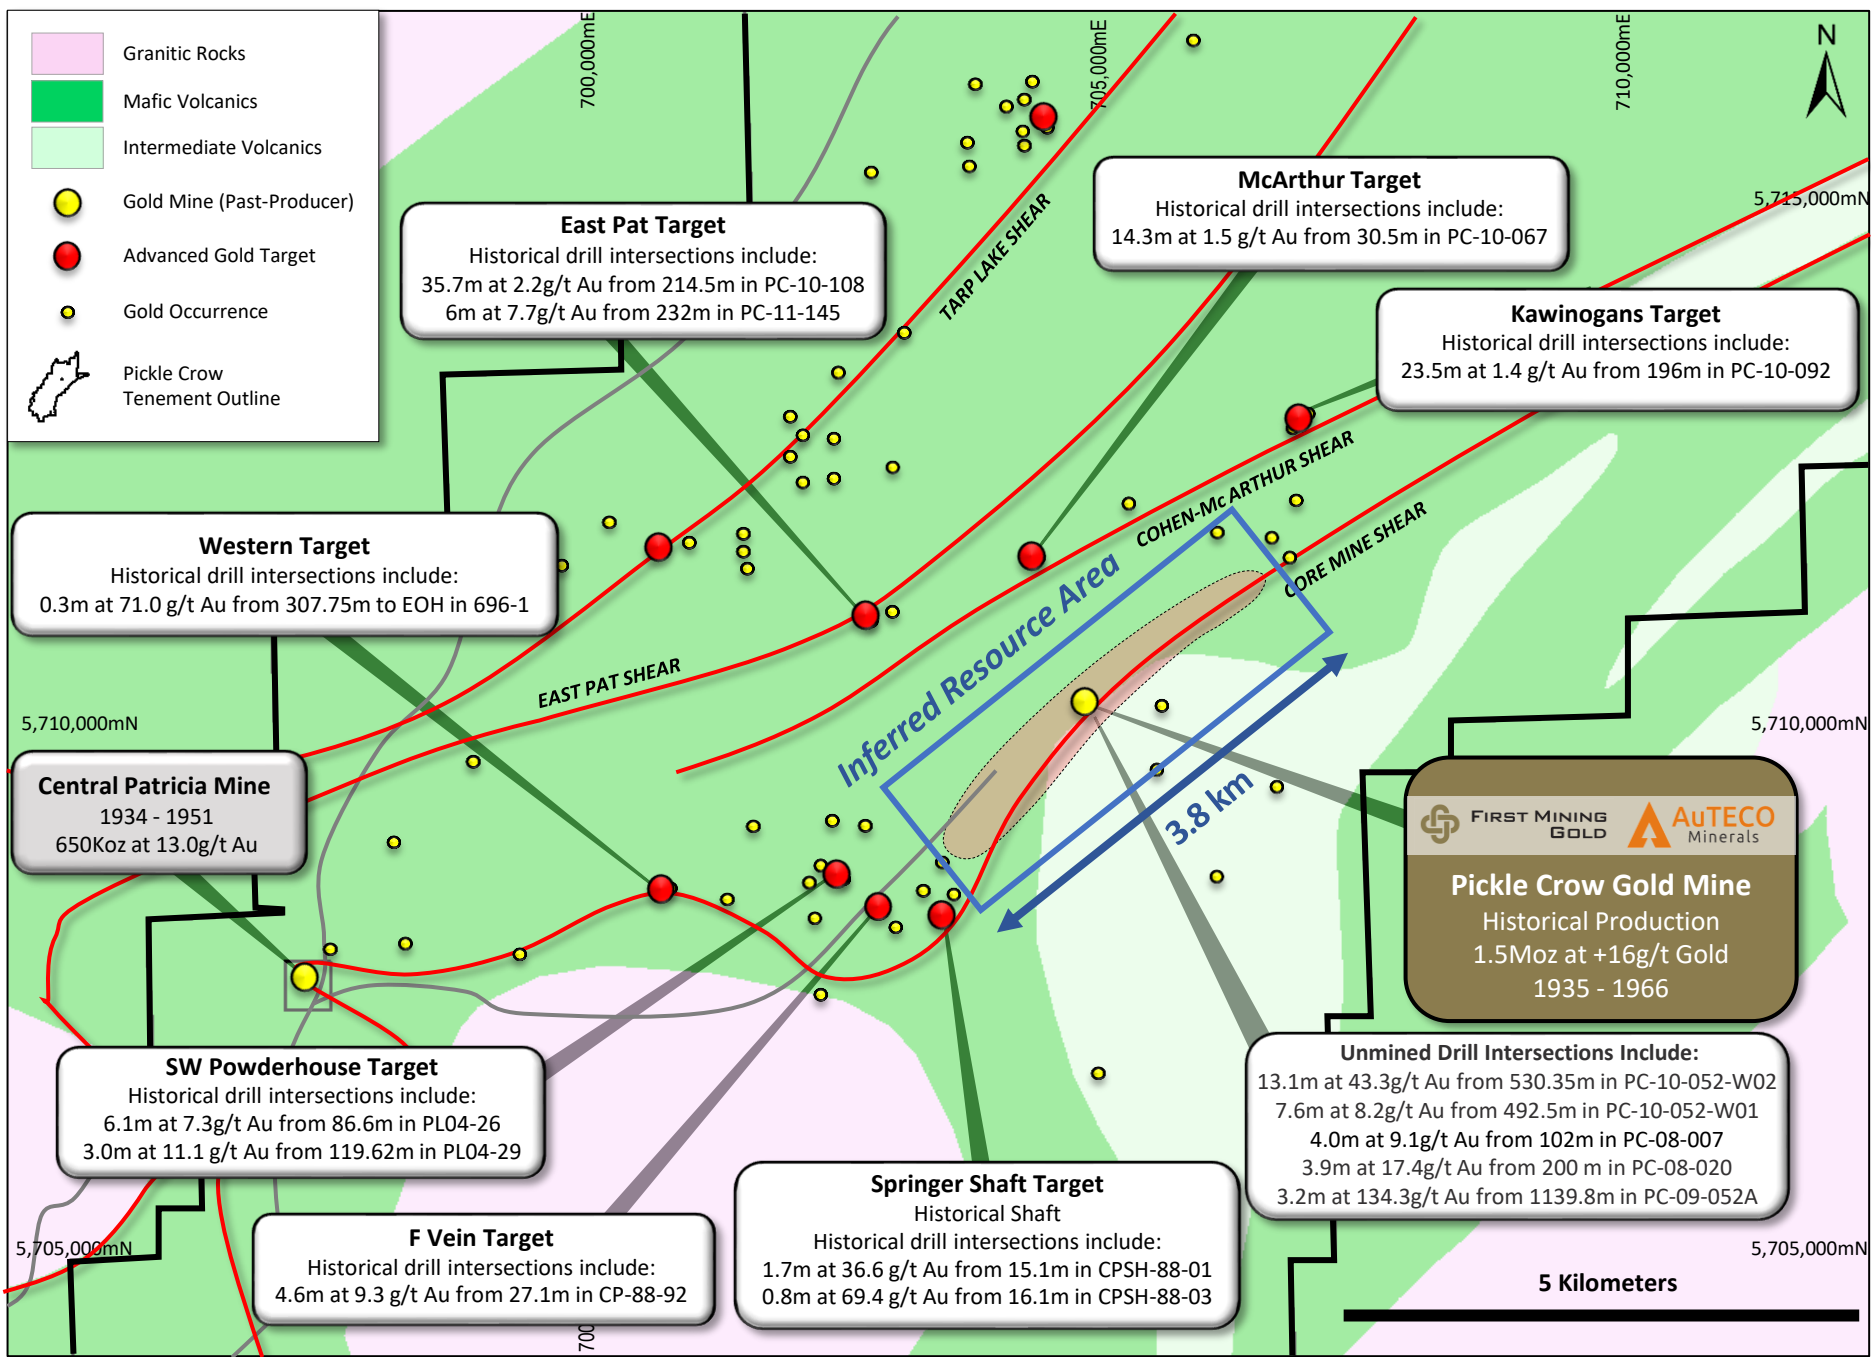 Granitic Rocks
Mafic Volcanics
Intermediate Volcanics
Gold Mine (Past-Producer)
Advanced Gold Target
Gold Occurrence
Pickle Crow
Tenement Outline
700,000mE
705,000mE
710,000mE
N
5,715,000mN
McArthur Target
Historical drill intersections include:
14.3m at 1.5 g/t Au from 30.5m in PC-10-067
East Pat Target
Historical drill intersections include:
35.7m at 2.2g/t Au from 214.5m in PC-10-108
6m at 7.7g/t Au from 232m in PC-11-145
TARP LAKE SHEAR
Kawinogans Target
Historical drill intersections include:
23.5m at 1.4 g/t Au from 196m in PC-10-092
COHEN-Mc ARTHUR SHEAR
CORE MINE SHEAR
Western Target
Historical drill intersections include:
0.3m at 71.0 g/t Au from 307.75m to EOH in 696-1
EAST PAT SHEAR
Inferred Resource Area
3.8 km
5,710,000mN
5,710,000mN
Central Patricia Mine
1934 - 1951
650Koz at 13.0g/t Au
FIRST MINING
GOLD
AuTECO
Minerals
Pickle Crow Gold Mine
Historical Production
1.5Moz at +16g/t Gold
1935 - 1966
Unmined Drill Intersections Include:
13.1m at 43.3g/t Au from 530.35m in PC-10-052-W02
7.6m at 8.2g/t Au from 492.5m in PC-10-052-W01
4.0m at 9.1g/t Au from 102m in PC-08-007
3.9m at 17.4g/t Au from 200 m in PC-08-020
3.2m at 134.3g/t Au from 1139.8m in PC-09-052A
SW Powderhouse Target
Historical drill intersections include:
6.1m at 7.3g/t Au from 86.6m in PL04-26
3.0m at 11.1 g/t Au from 119.62m in PL04-29
Springer Shaft Target
Historical Shaft
Historical drill intersections include:
1.7m at 36.6 g/t Au from 15.1m in CPSH-88-01
0.8m at 69.4 g/t Au from 16.1m in CPSH-88-03
F Vein Target
Historical drill intersections include:
4.6m at 9.3 g/t Au from 27.1m in CP-88-92
5,705,000mN
5,705,000mN
700
5 Kilometers